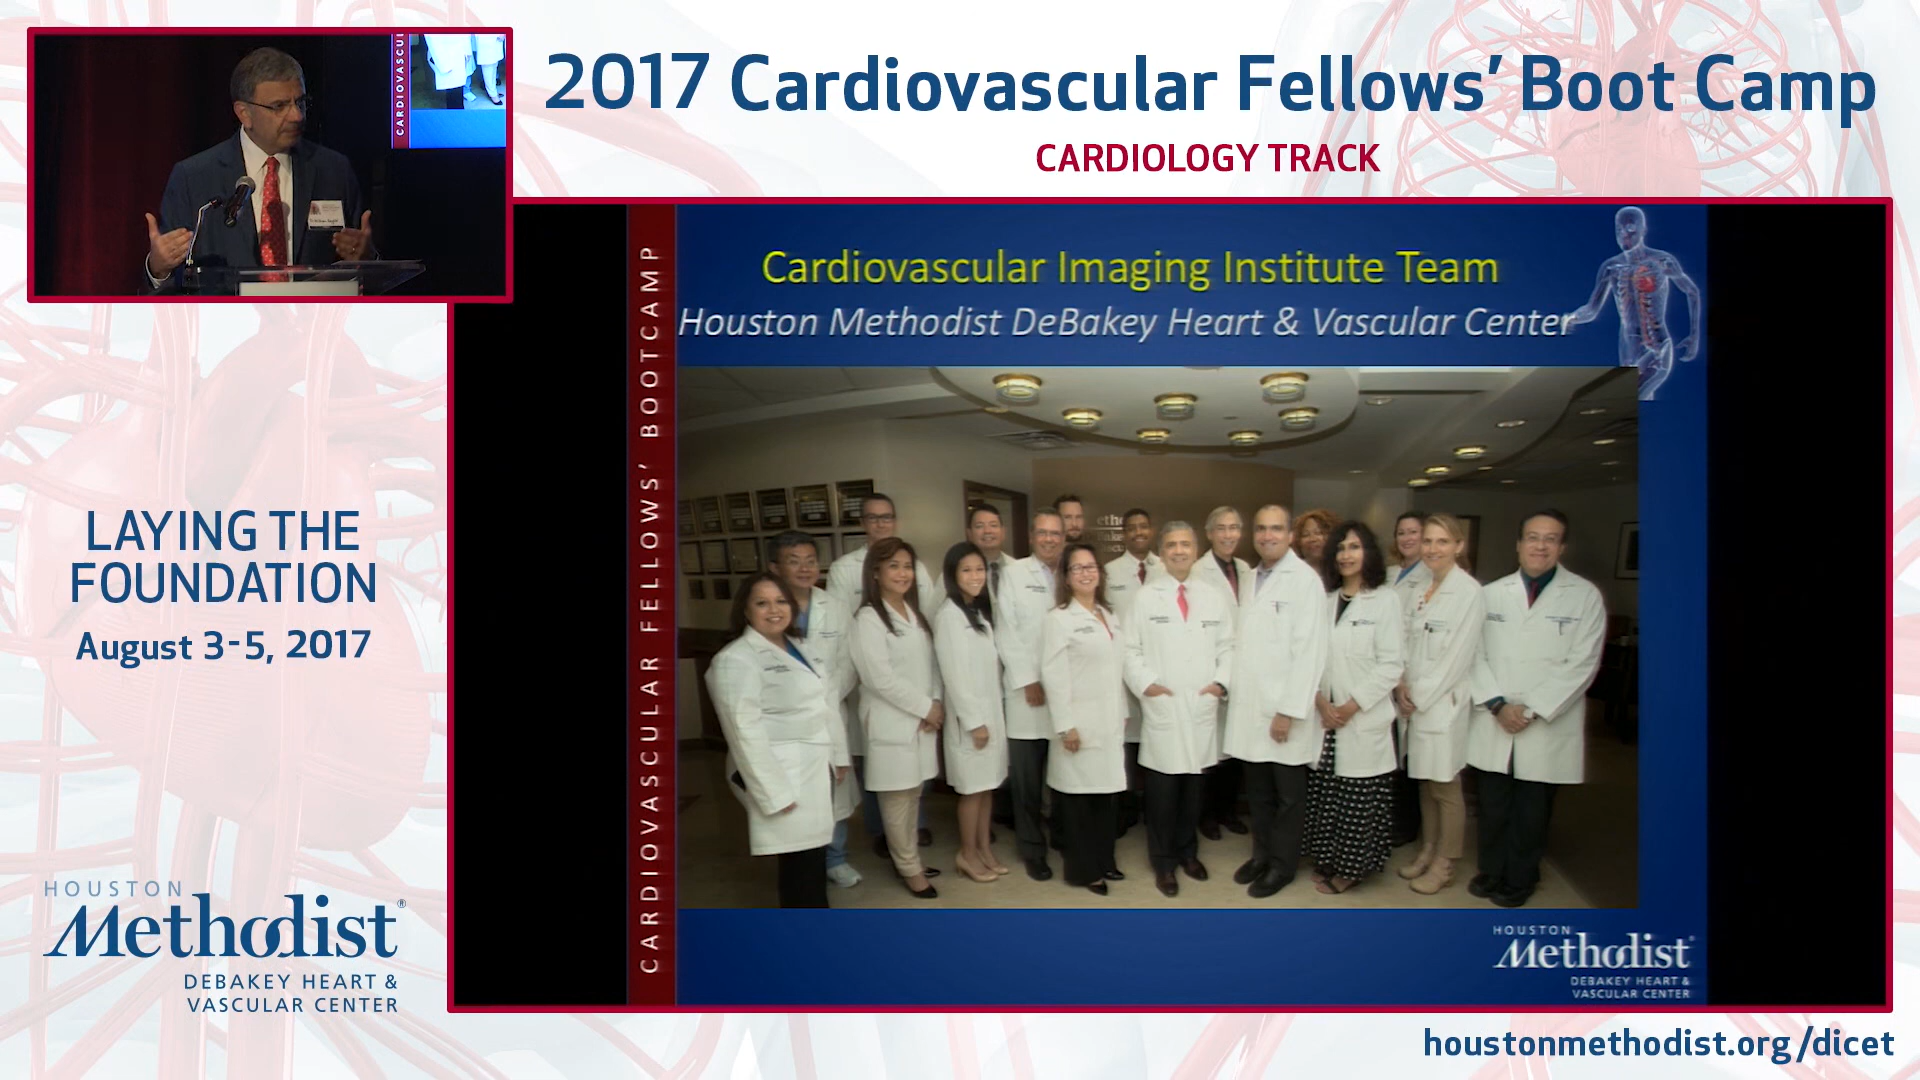 2017 Cardiovascular Fellows’ Boot Camp
CARDIOLOGY TRACK
CARDIOVASCU
LAYING THE
FOUNDATION
August 3-5, 2017
HOUSTON
Methodist®
DEBAKEY HEART &
VASCULAR CENTER
CARDIOVASCULAR FELLOWS’ BOOTCAMP
Cardiovascular Imaging Institute Team
Houston Methodist DeBakey Heart & Vascular Center
HOUSTON
Methodist
DEBAKEY HEART &
VASCULAR CENTER
houstonmethodist.org/dicet